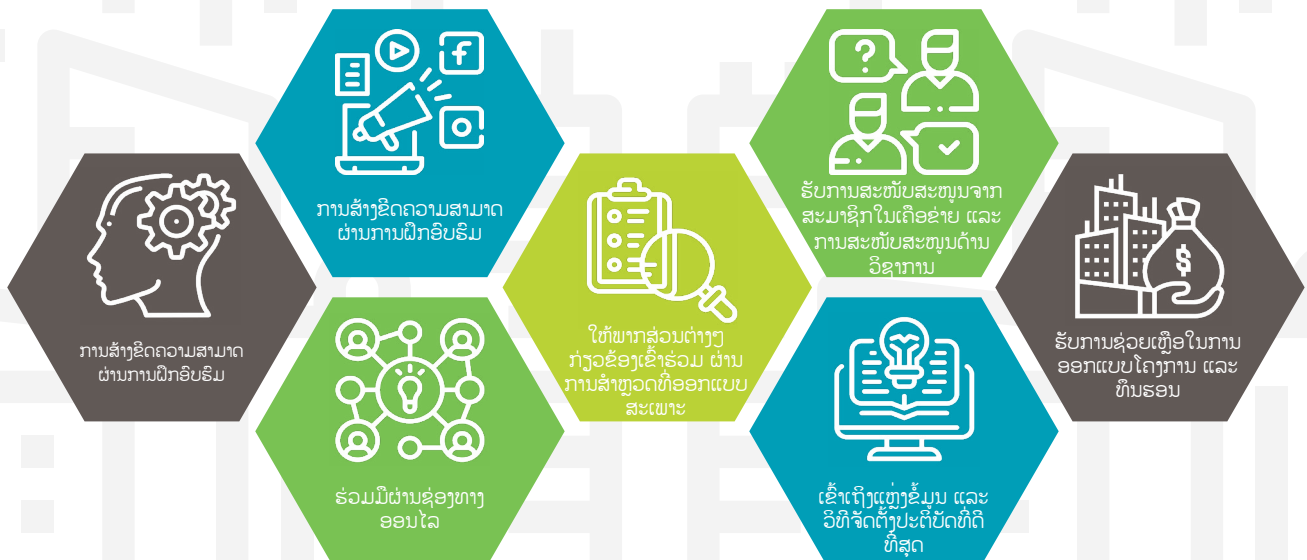 ການສ້າງຂີດຄວາມສາມາດ
ຜ່ານການຝຶກອົບຮົມ
ການສ້າງຂີດຄວາມສາມາດ
ຜ່ານການຝຶກອົບຮົມ
ຮ່ວມມືຜ່ານຊ່ອງທາງ
ອອນໄລ
ໃຫ້ພາກສ່ວນຕ່າງໆ
ກ່ຽວຂ້ອງເຂົ້າຮ່ວມ ຜ່ານ
ການສຳຫຼວດທີ່ອອກແບບ
ສະເພາະ
ຮັບການສະໜັບສະໜູນຈາກ
ສະມາຊິກໃນເຄືອຂ່າຍ ແລະ
ການສະໜັບສະໜູນດ້ານ
ວິຊາການ
ເຂົ້າເຖິງແຫຼ່ງຂໍ້ມູນ ແລະ
ວິທີຈັດຕັ້ງປະຕິບັດທີ່ດີ
ທີ່ສຸດ
ຮັບການຊ່ວຍເຫຼືອໃນການ
ອອກແບບໂຄງການ ແລະ
ທຶນຮອນ